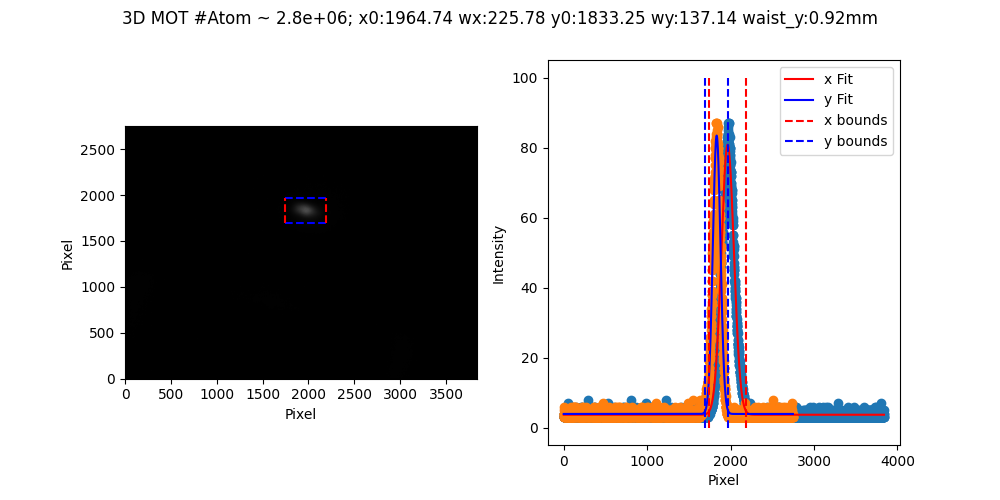 3D MOT #Atom ~ 2.8e+06; x0:1964.74 wx:225.78 y0:1833.25 wy:137.14 waist_y:0.92mm
2500
2000
1500
1000
500
0
Pixel
0 500 1000 1500 2000 2500 3000 3500
Pixel
100
80
60
40
20
0
Intensity
0 1000 2000 3000 4000
Pixel
x Fit
y Fit
x bounds
y bounds